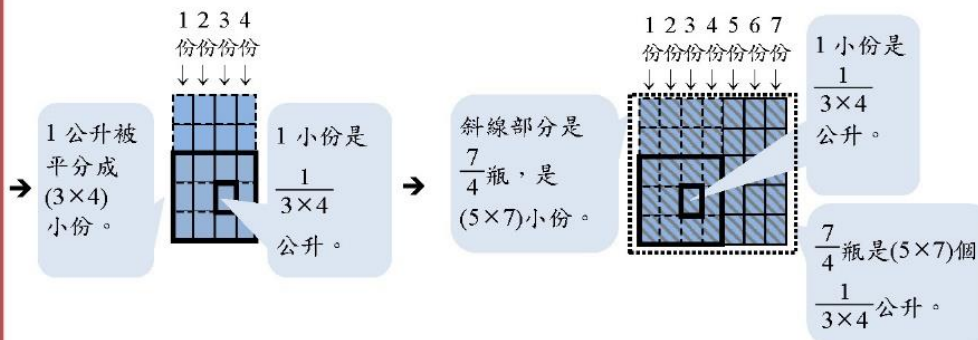 1 2 3 4
份份份份
↓ ↓ ↓ ↓
➔
1 公升被
平分成
(3×4)
小份。
1 小份是
1
3×4
公升。
➔
斜線部分是
7
4
瓶，是
(5×7)小份。
1 2 3 4 5 6 7
份份份份份份份
↓ ↓ ↓ ↓ ↓ ↓ ↓
1 小份是
1
3×4
公升。
7
4
瓶是(5×7)個
1
3×4
公升。